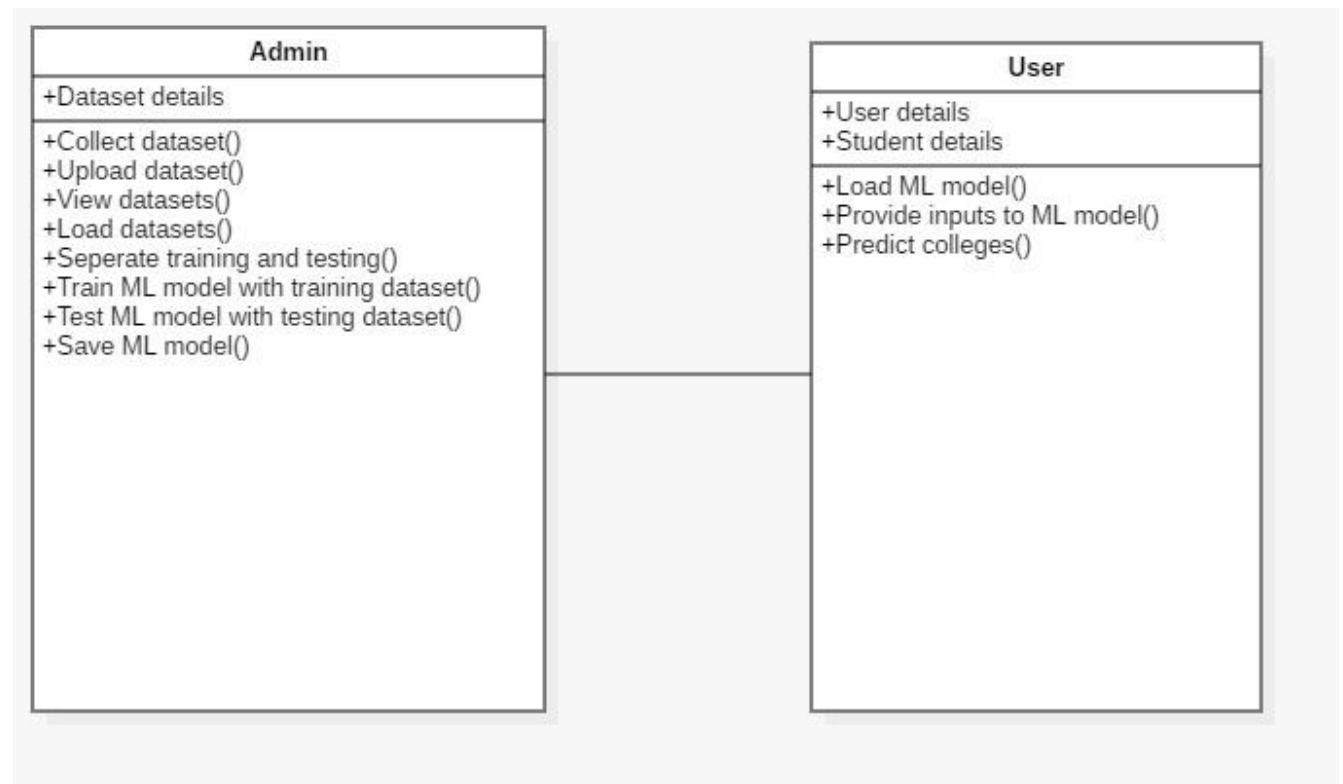 Admin
+Dataset details
+Collect dataset()
+Upload dataset()
+View datasets()
+Load datasets()
+Seperate training and testing()
+Train ML model with training dataset()
+Test ML model with testing dataset()
+Save ML model()
User
+User details
+Student details
+Load ML model()
+Provide inputs to ML model()
+Predict colleges()